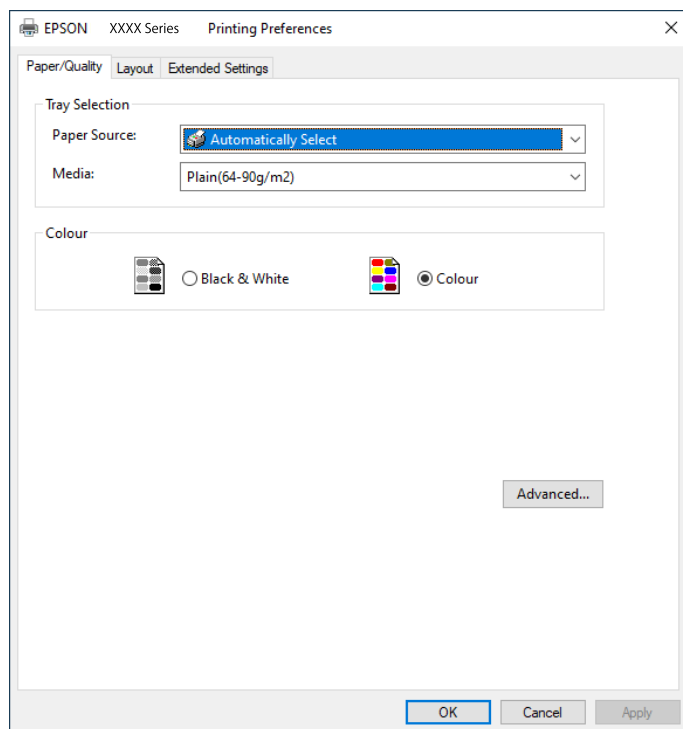 EPSON XXXX Series Printing Preferences
Paper/Quality Layout Extended Settings
Tray Selection
Paper Source: Automatically Select
Media: Plain(64-90g/m2)
Colour
Black & White Colour
Advanced...
OK Cancel Apply